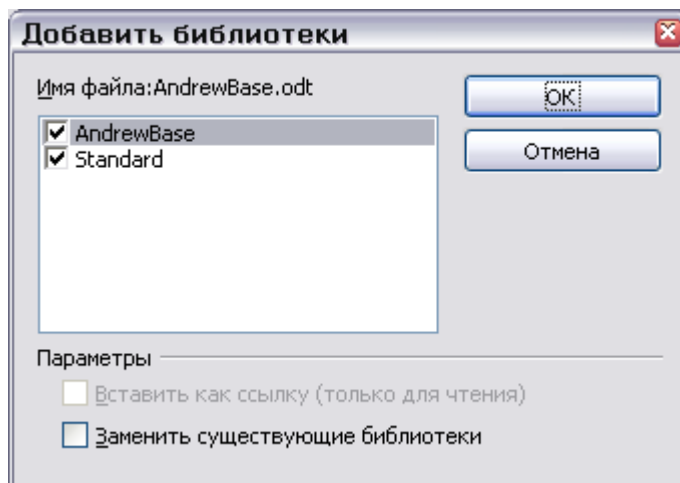 Добавить библиотеки
Имя файла:AndrewBase.odt
ОК
AndrewBase
Отмена
Standard
Параметры
Вставить как ссылку (только для чтения)
Заменить существующие библиотеки